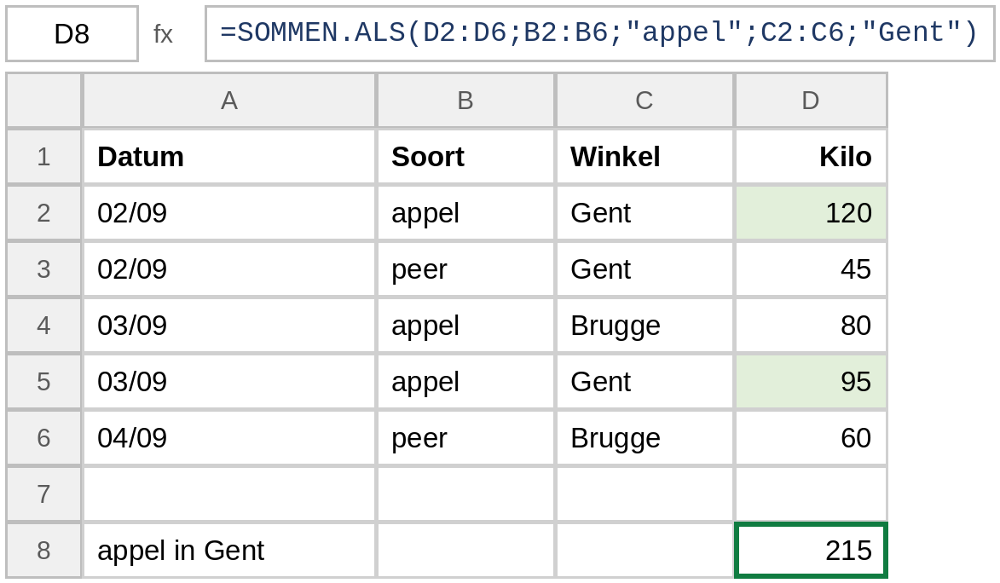 D8 fx =SOMMEN.ALS(D2:D6;B2:B6;"appel";C2:C6;"Gent")
A B C D
1 Datum Soort Winkel Kilo
2 02/09 appel Gent 120
3 02/09 peer Gent 45
4 03/09 appel Brugge 80
5 03/09 appel Gent 95
6 04/09 peer Brugge 60
7
8 appel in Gent 215